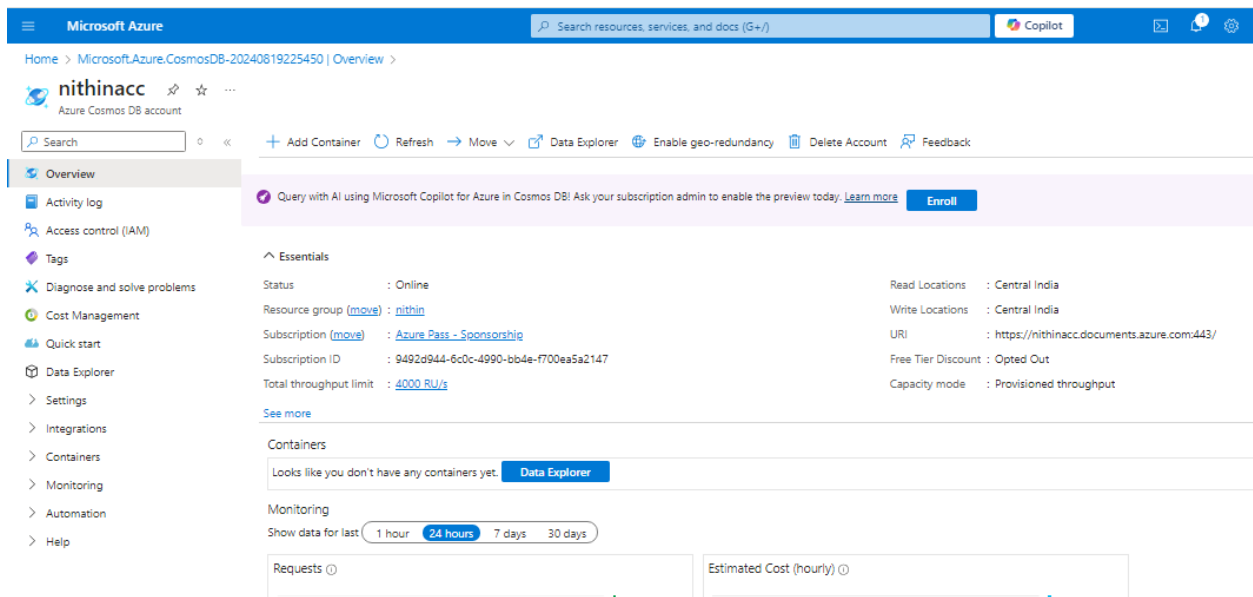 Microsoft Azure
Search resources, services, and docs (G+/)
Copilot
1
Home > Microsoft.Azure.CosmosDB-20240819225450 | Overview >
nithinacc
Azure Cosmos DB account
Search
+ Add Container Refresh Move Data Explorer Enable geo-redundancy Delete Account Feedback
Overview
Activity log
Access control (IAM)
Tags
Diagnose and solve problems
Cost Management
Quick start
Data Explorer
Settings
Integrations
Containers
Monitoring
Automation
Help
Query with AI using Microsoft Copilot for Azure in Cosmos DB! Ask your subscription admin to enable the preview today. Learn more Enroll
Essentials
Status : Online
Resource group (move) : nithin
Subscription (move) : Azure Pass - Sponsorship
Subscription ID : 9492d944-6c0c-4990-bb4e-f700ea5a2147
Total throughput limit : 4000 RU/s
See more
Read Locations : Central India
Write Locations : Central India
URI : https://nithinacc.documents.azure.com:443/
Free Tier Discount : Opted Out
Capacity mode : Provisioned throughput
Containers
Looks like you don't have any containers yet. Data Explorer
Monitoring
Show data for last 1 hour 24 hours 7 days 30 days
Requests
Estimated Cost (hourly)